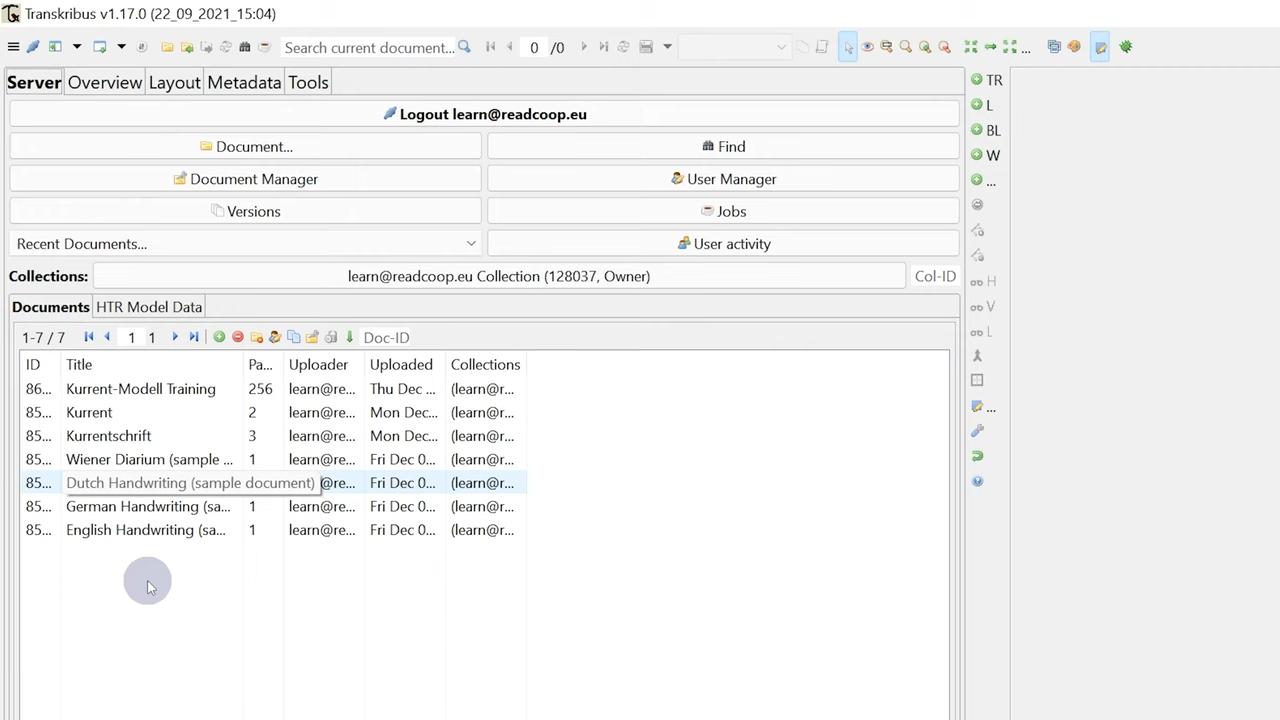 Transkribus v1.17.0 (22_09_2021_15:04)
Search current document... 0 /0 ...
Server Overview Layout Metadata Tools
Logout learn@readcoop.eu
Document... Find
Document Manager User Manager
Versions Jobs
Recent Documents... User activity
Collections: learn@readcoop.eu Collection (128037, Owner) Col-ID
Documents HTR Model Data
1-7 / 7 1 1 Doc-ID
ID Title Pa... Uploader Uploaded Collections
86... Kurrent-Modell Training 256 learn@re... Thu Dec ... (learn@r...
85... Kurrent 2 learn@re... Mon Dec... (learn@r...
85... Kurrentschrift 3 learn@re... Mon Dec... (learn@r...
85... Wiener Diarium (sample ... 1 learn@re... Fri Dec 0... (learn@r...
85... Dutch Handwriting (sample document) @re... Fri Dec 0... (learn@r...
85... German Handwriting (sa... 1 learn@re... Fri Dec 0... (learn@r...
85... English Handwriting (sa... 1 learn@re... Fri Dec 0... (learn@r...
TR
L
BL
W
...
H
V
L
...